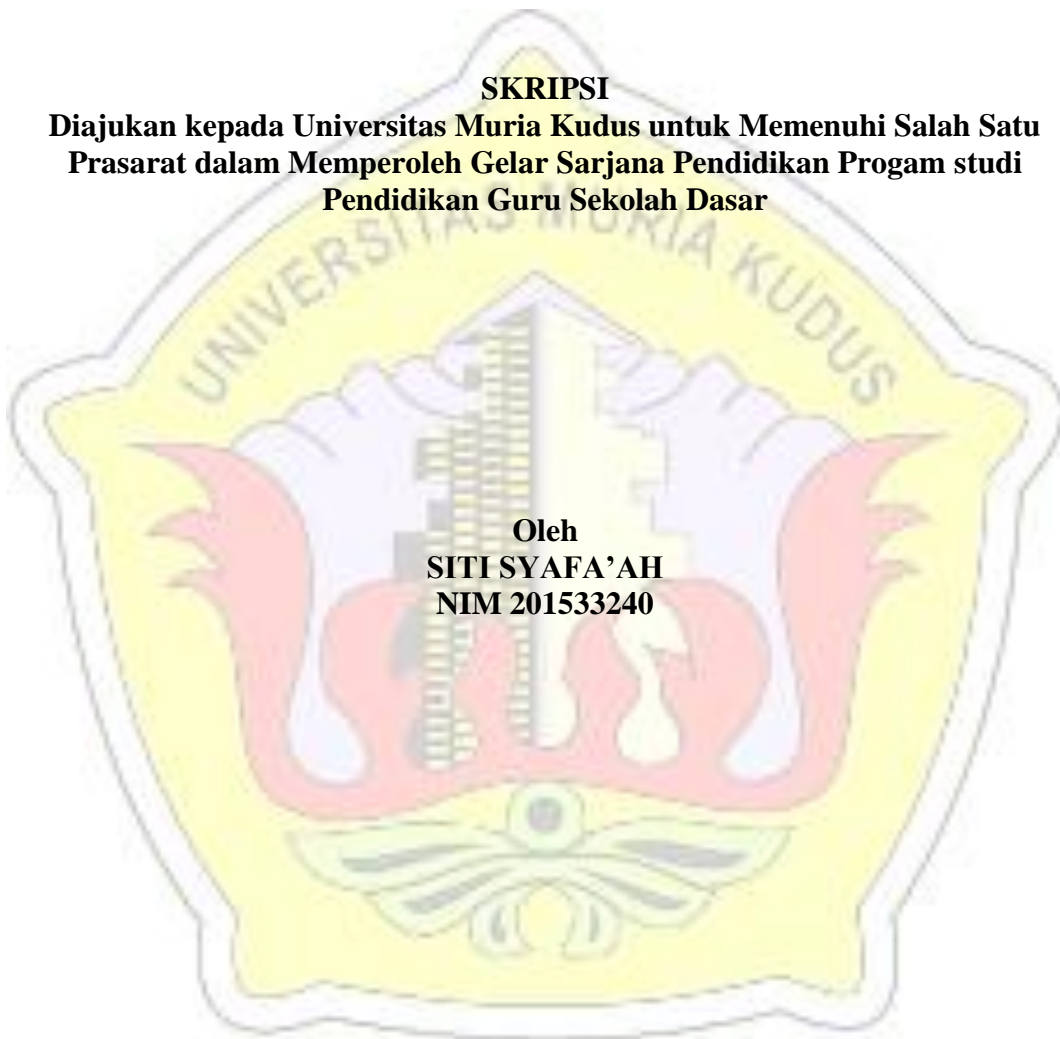 SKRIPSI
Diajukan kepada Universitas Muria Kudus untuk Memenuhi Salah Satu
Prasarat dalam Memperoleh Gelar Sarjana Pendidikan Progam studi
Pendidikan Guru Sekolah Dasar
UNIVERSITAS MURIA KUDUS
Oleh
SITI SYAFA’AH
NIM 201533240